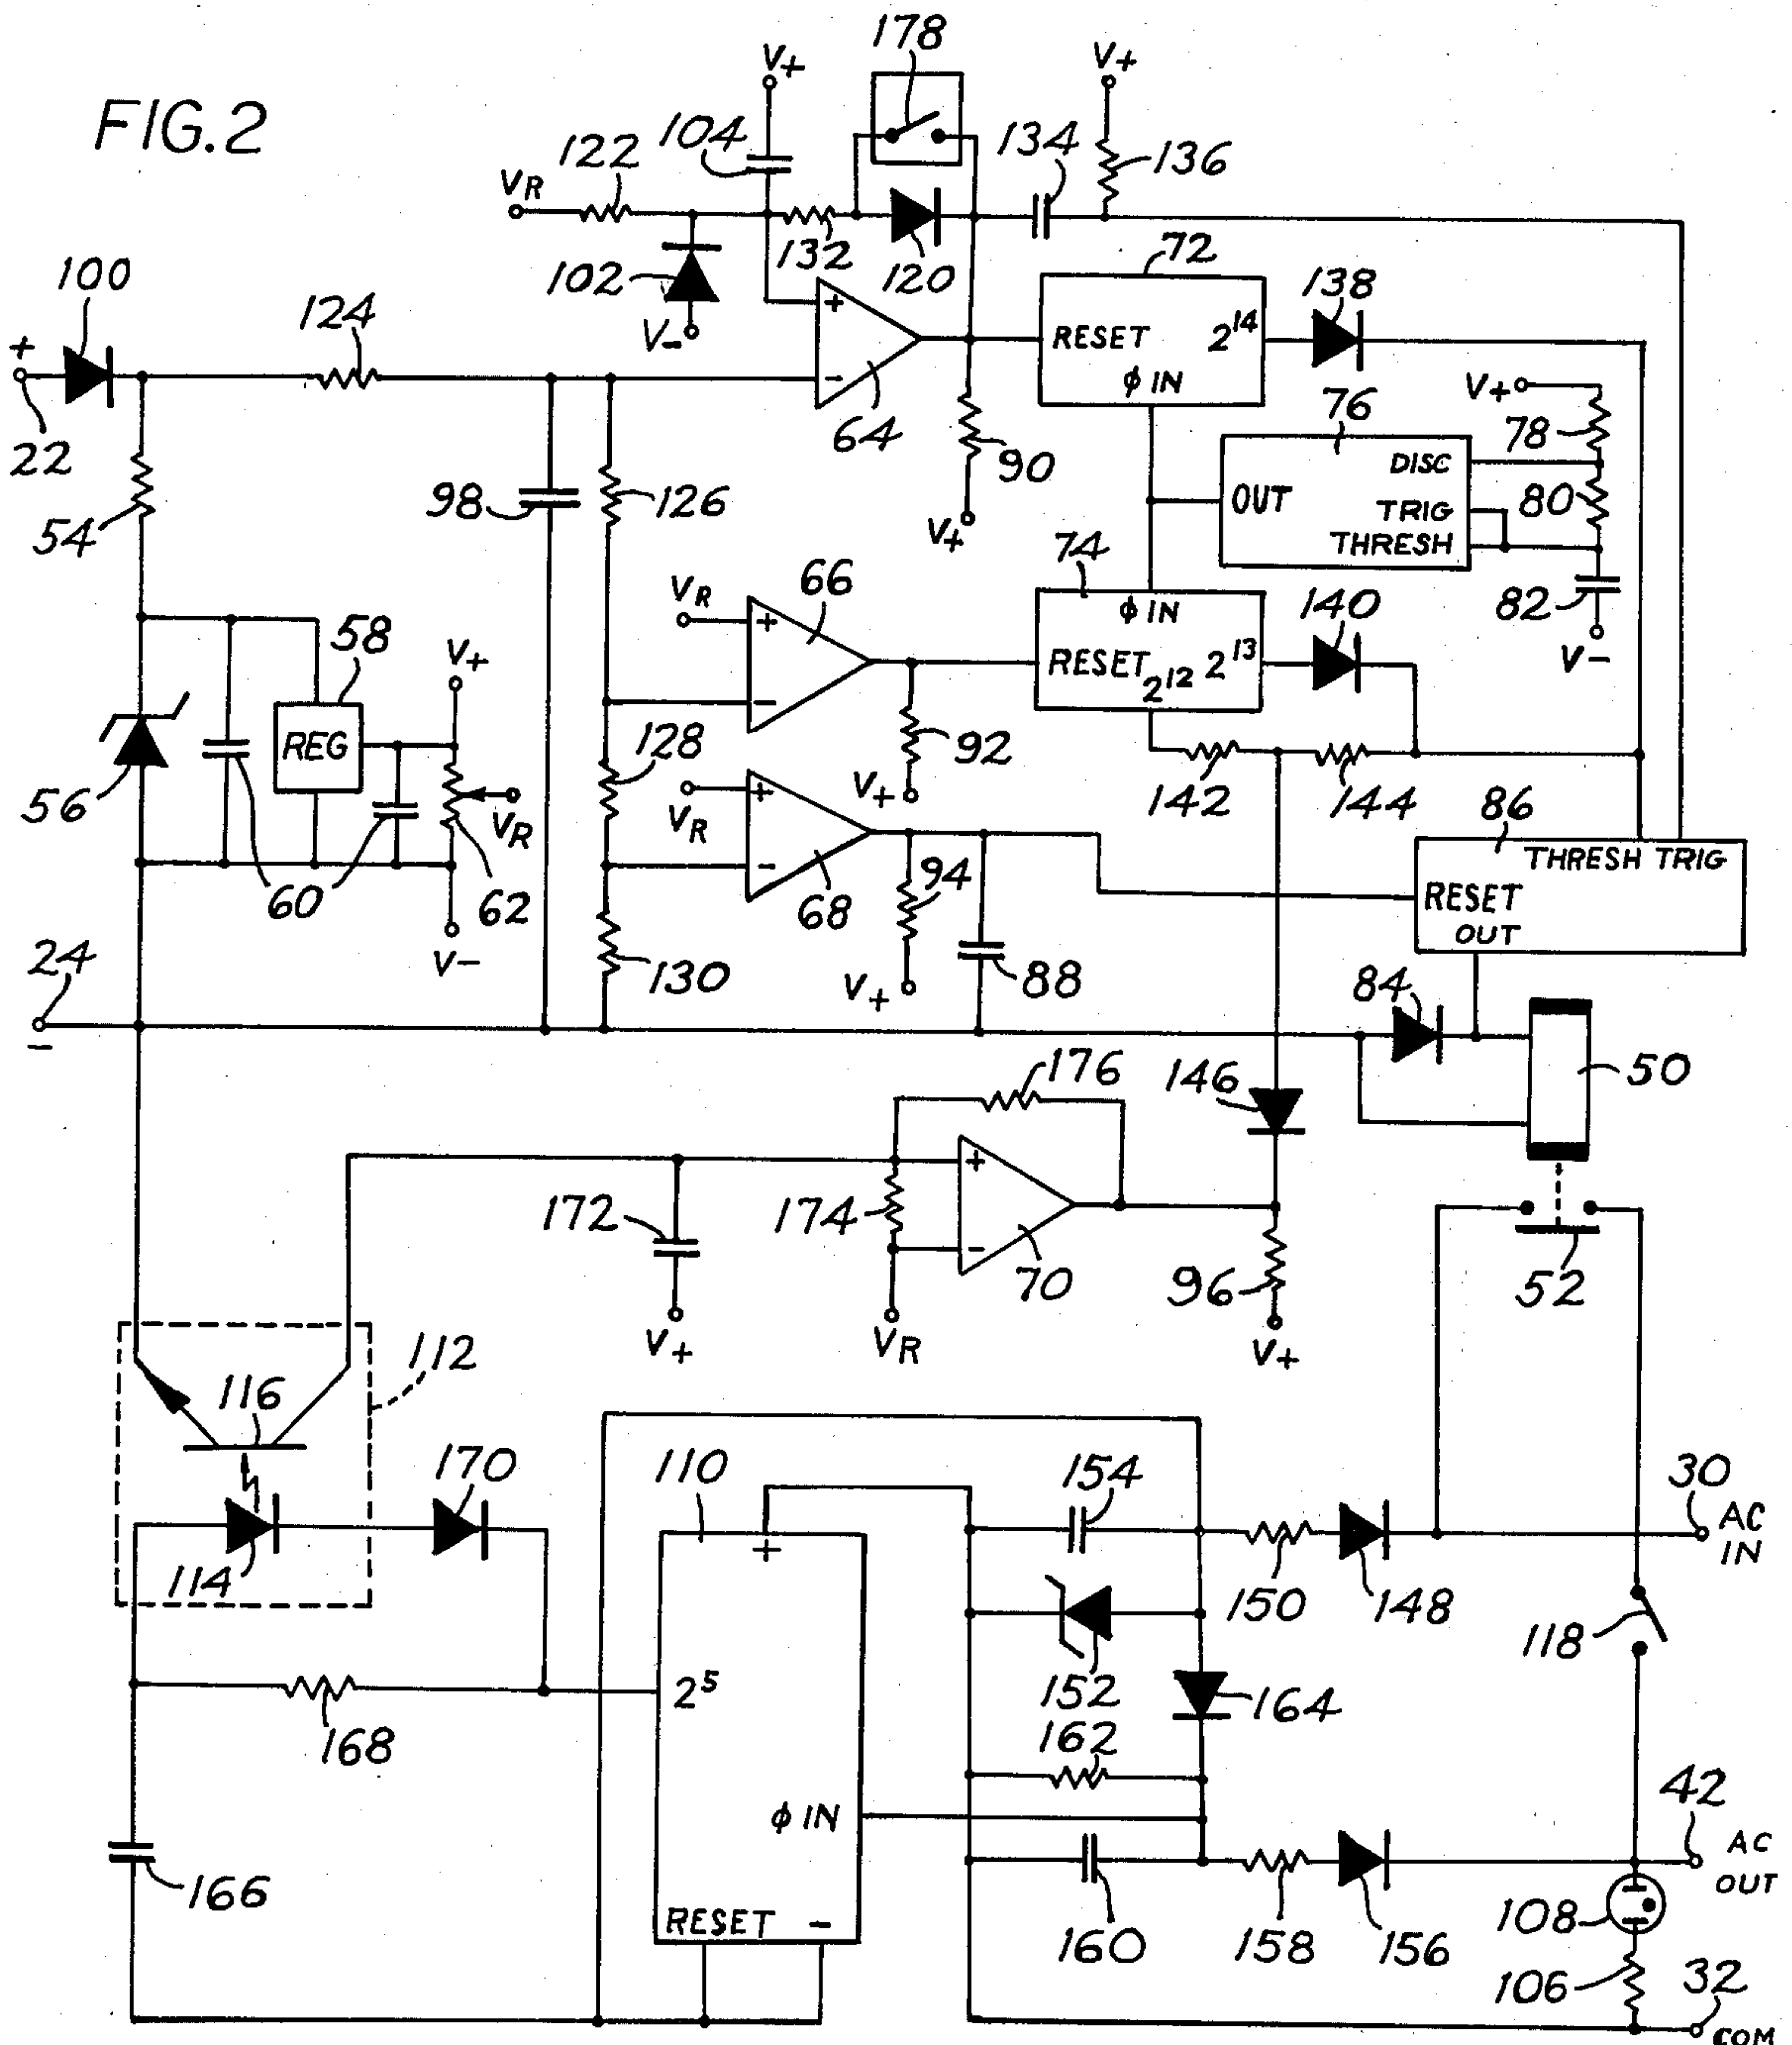 FIG.2
178
V+
V+
122
104
134
136
VR
132
120
72
100
102
V-
138
124
+
+
RESET
2^14
φ IN
V+
76
78
22
-
64
90
DISC
54
98
126
OUT
TRIG
80
THRESH
V+
74
66
VR
+
φ IN
140
82
V-
58
V+
RESET
2^12
2^13
-
REG
128
92
142
144
56
VR
VR
+
V+
86
THRESH
TRIG
-
94
60
62
68
RESET
OUT
V-
24
130
V+
88
84
-
176
146
50
+
172
174
70
-
96
52
V+
VR
V+
112
116
170
110
154
30
AC
IN
+
114
150
148
118
2^5
152
164
168
162
42
φ IN
AC
OUT
166
RESET
-
160
158
156
108
106
32
COM